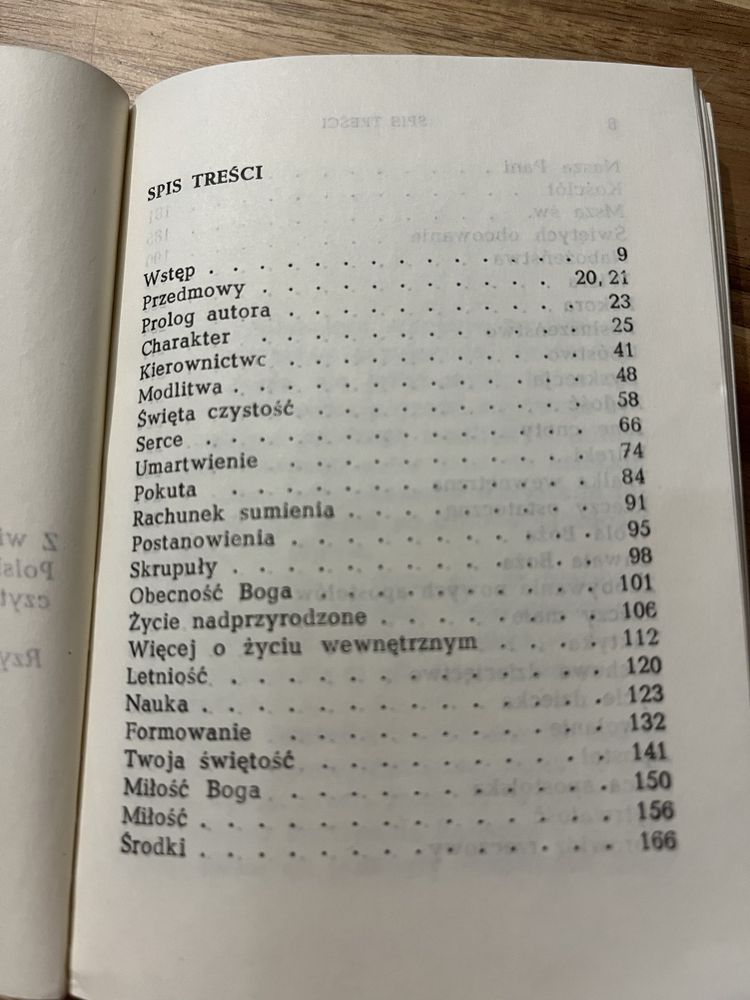 SPIS TREŚCI
Wstęp . . . . . . . . . . . . . 9
Przedmowy . . . . . . . . . . . 20, 21
Prolog autora . . . . . . . . . . 23
Charakter . . . . . . . . . . . . 25
Kierownictwc . . . . . . . . . . 41
Modlitwa . . . . . . . . . . . . 48
Święta czystość . . . . . . . . . 58
Serce . . . . . . . . . . . . . 66
Umartwienie . . . . . . . . . . 74
Pokuta . . . . . . . . . . . . 84
Rachunek sumienia . . . . . . . . 91
Postanowienia . . . . . . . . . . 95
Skrupuły . . . . . . . . . . . . 98
Obecność Boga . . . . . . . . . 101
Życie nadprzyrodzone . . . . . . . 106
Więcej o życiu wewnętrznym . . . . 112
Letniość . . . . . . . . . . . . 120
Nauka . . . . . . . . . . . . . 123
Formowanie . . . . . . . . . . 132
Twoja świętość . . . . . . . . . 141
Miłość Boga . . . . . . . . . . 150
Miłość . . . . . . . . . . . . . 156
Środki . . . . . . . . . . . . . 166